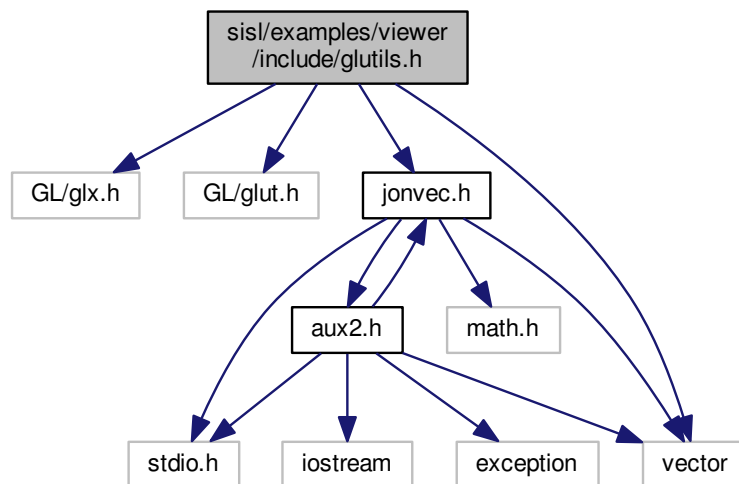 sisl/examples/viewer
/include/glutils.h
GL/glx.h
GL/glut.h
jonvec.h
aux2.h
math.h
stdio.h
iostream
exception
vector